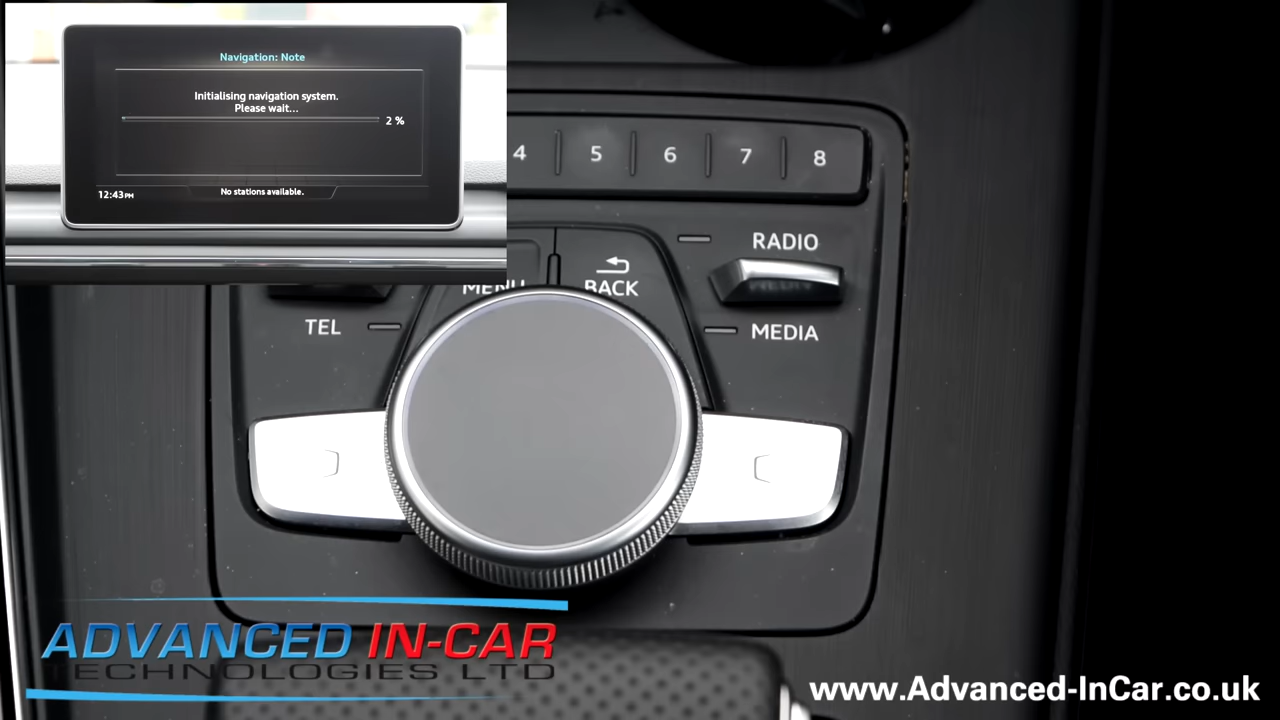 Navigation: Note
Initialising navigation system.
Please wait...
2 %
12:43PM
No stations available.
4 5 6 7 8
RADIO
MENU
BACK
TEL
MEDIA
ADVANCED IN-CAR
TECHNOLOGIES LTD
www.Advanced-InCar.co.uk